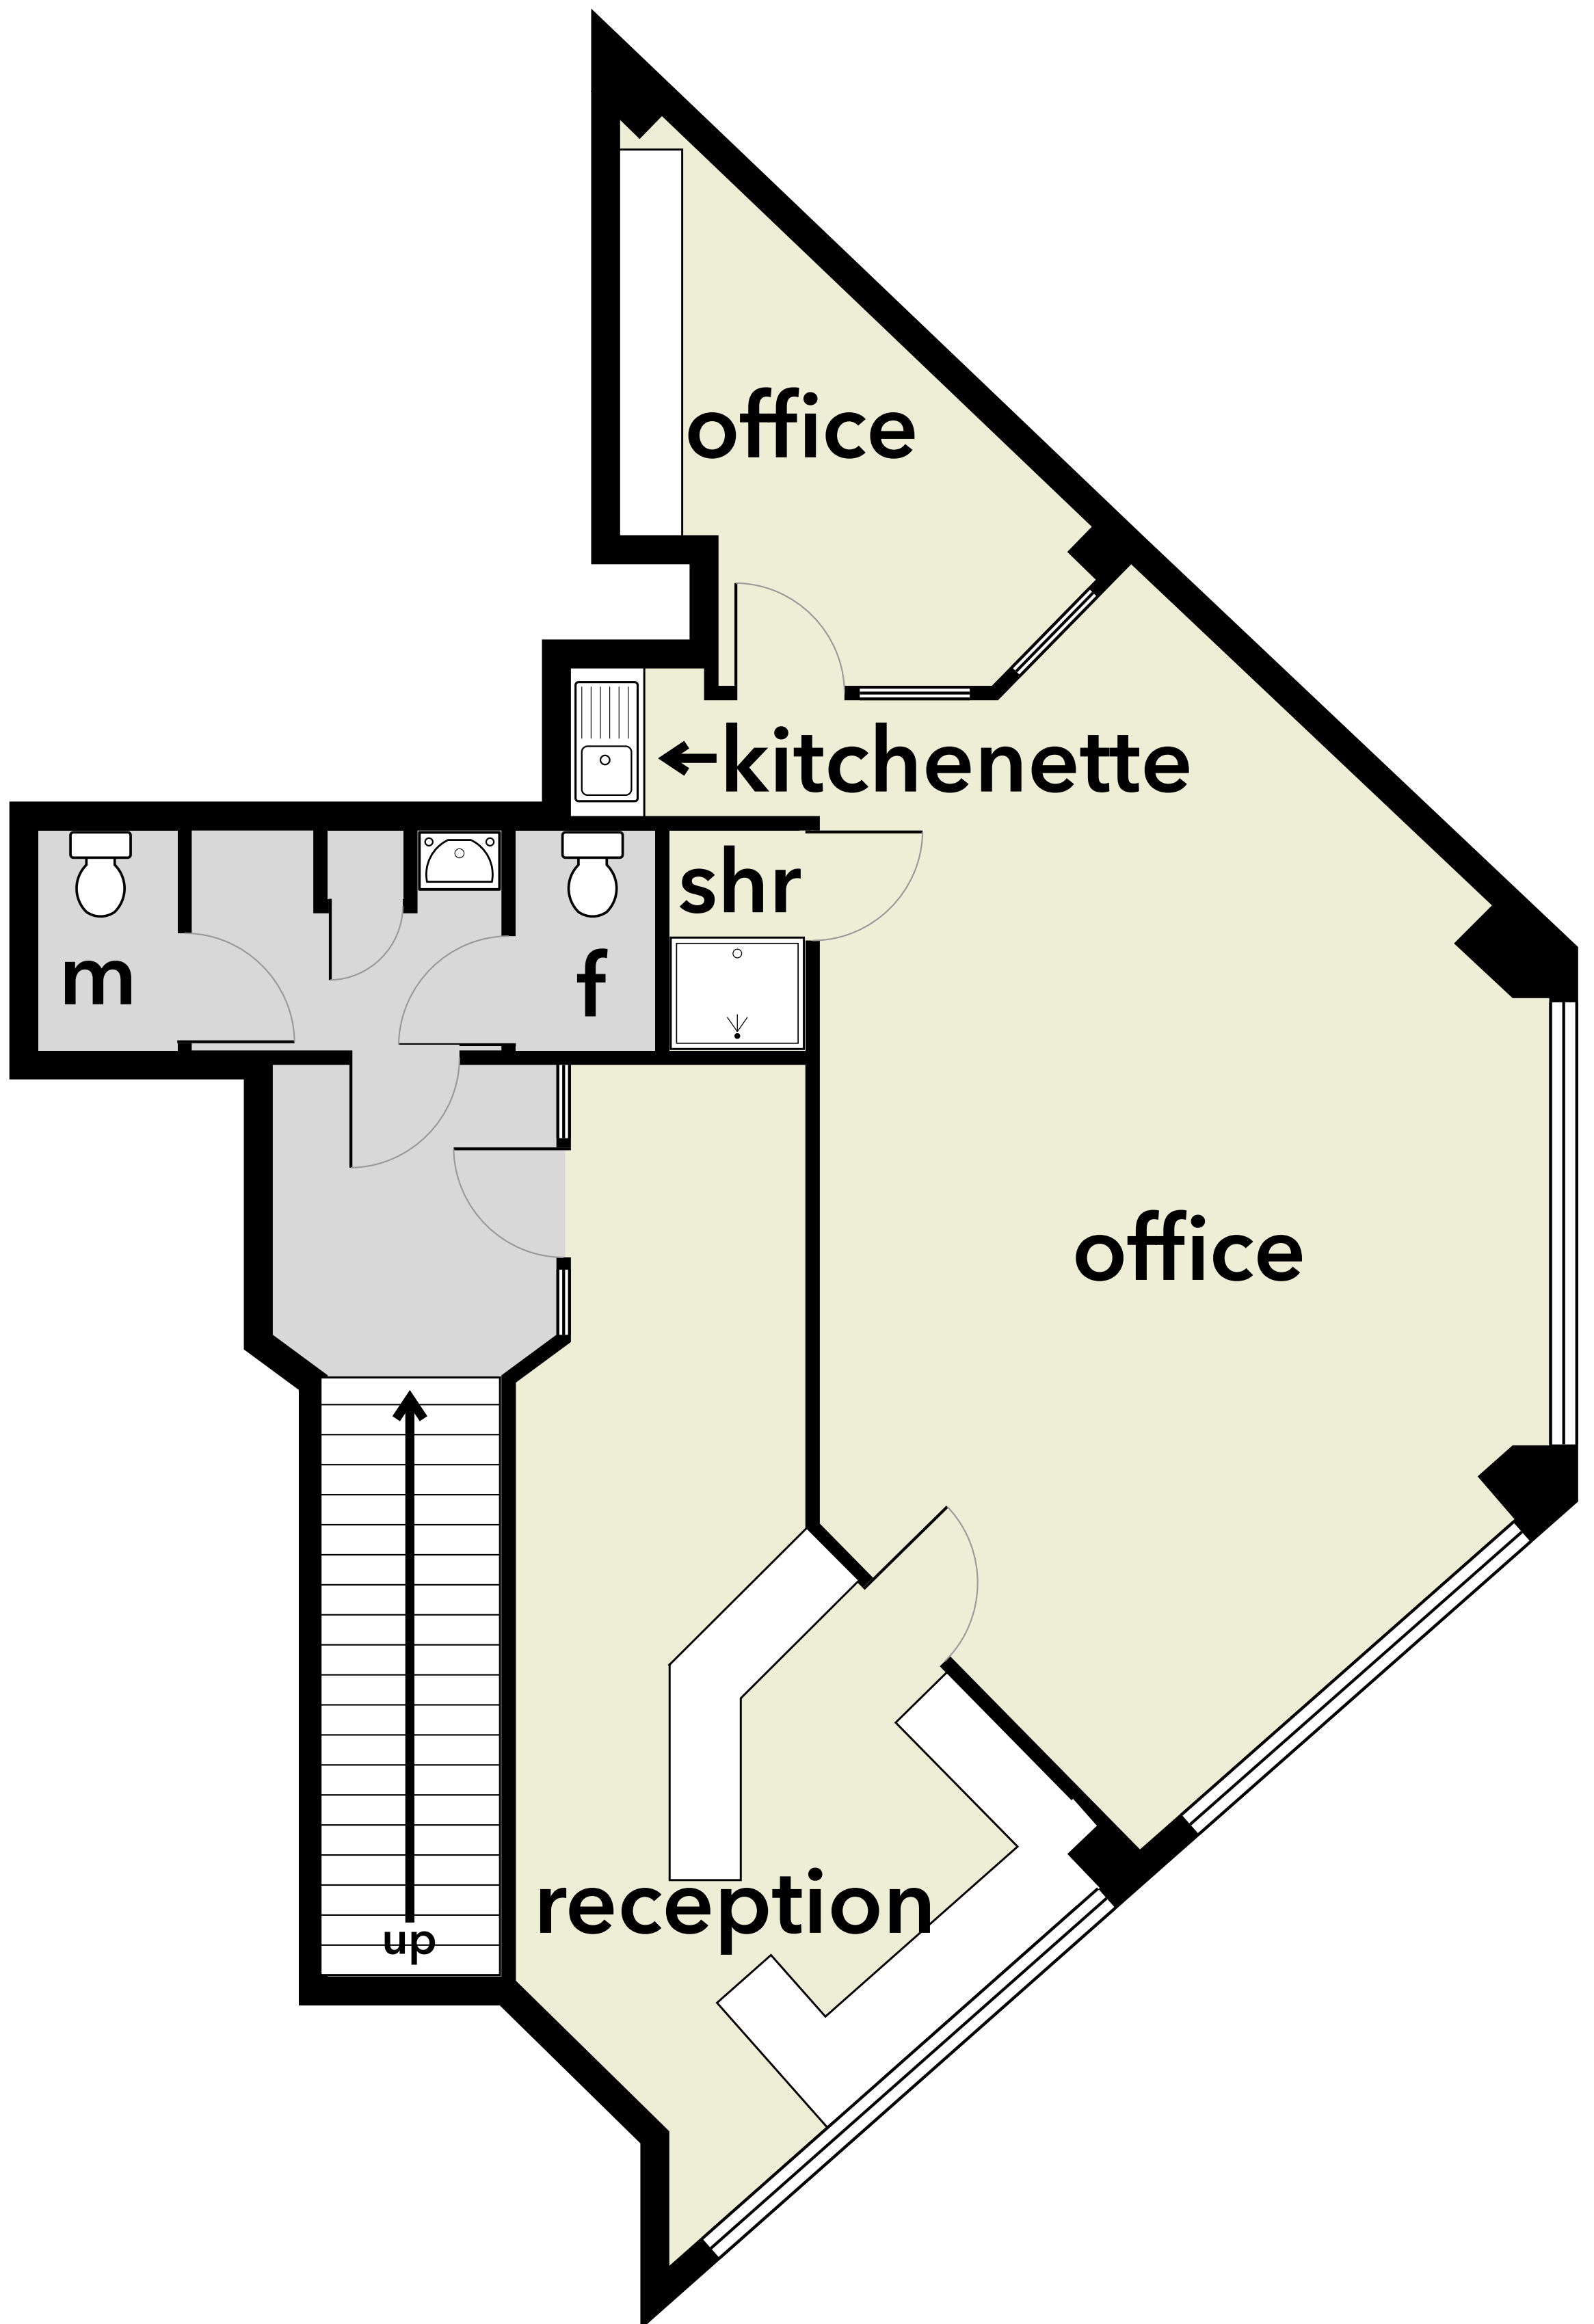 office
←kitchenette
shr
m
f
office
reception
up